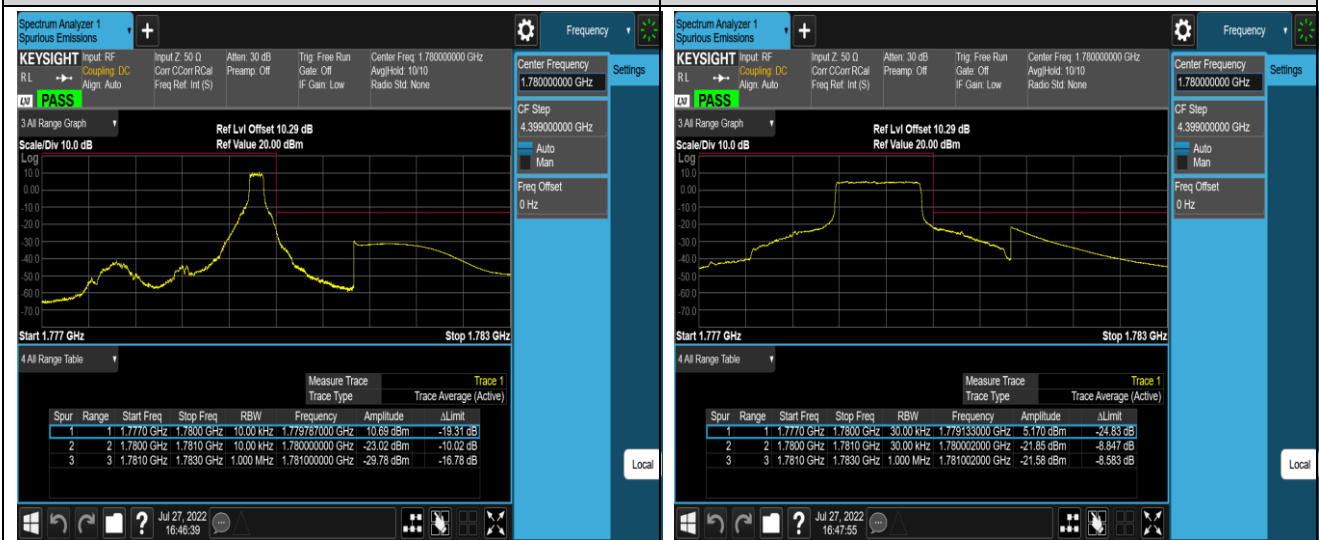 Spectrum Analyzer 1
Spurious Emissions
+
Frequency
KEYSIGHT
RL
LXI
PASS
Input: RF
Coupling: DC
Align: Auto
Input Z: 50 Ω
Corr CCorr RCal
Freq Ref: Int (S)
Atten: 30 dB
Preamp: Off
Trig: Free Run
Gate: Off
IF Gain: Low
Center Freq: 1.780000000 GHz
Avg|Hold: 10/10
Radio Std: None
Center Frequency
1.780000000 GHz
Settings
CF Step
4.399000000 GHz
Auto
Man
Freq Offset
0 Hz
3 All Range Graph
Scale/Div 10.0 dB
Ref Lvl Offset 10.29 dB
Ref Value 20.00 dBm
Log
10.0
0.00
-10.0
-20.0
-30.0
-40.0
-50.0
-60.0
-70.0
Start 1.777 GHz
Stop 1.783 GHz
4 All Range Table
Measure Trace Trace 1
Trace Type Trace Average (Active)
Spur Range Start Freq Stop Freq RBW Frequency Amplitude ΔLimit
1 1 1.7770 GHz 1.7800 GHz 10.00 kHz 1.779787000 GHz 10.69 dBm -19.31 dB
2 2 1.7800 GHz 1.7810 GHz 10.00 kHz 1.780000000 GHz -23.02 dBm -10.02 dB
3 3 1.7810 GHz 1.7830 GHz 1.000 MHz 1.781000000 GHz -29.78 dBm -16.78 dB
Local
?
Jul 27, 2022
16:46:39
Spectrum Analyzer 1
Spurious Emissions
+
Frequency
KEYSIGHT
RL
LXI
PASS
Input: RF
Coupling: DC
Align: Auto
Input Z: 50 Ω
Corr CCorr RCal
Freq Ref: Int (S)
Atten: 30 dB
Preamp: Off
Trig: Free Run
Gate: Off
IF Gain: Low
Center Freq: 1.780000000 GHz
Avg|Hold: 10/10
Radio Std: None
Center Frequency
1.780000000 GHz
Settings
CF Step
4.399000000 GHz
Auto
Man
Freq Offset
0 Hz
3 All Range Graph
Scale/Div 10.0 dB
Ref Lvl Offset 10.29 dB
Ref Value 20.00 dBm
Log
10.0
0.00
-10.0
-20.0
-30.0
-40.0
-50.0
-60.0
-70.0
Start 1.777 GHz
Stop 1.783 GHz
4 All Range Table
Measure Trace Trace 1
Trace Type Trace Average (Active)
Spur Range Start Freq Stop Freq RBW Frequency Amplitude ΔLimit
1 1 1.7770 GHz 1.7800 GHz 30.00 kHz 1.779133000 GHz 5.170 dBm -24.83 dB
2 2 1.7800 GHz 1.7810 GHz 30.00 kHz 1.780002000 GHz -21.85 dBm -8.847 dB
3 3 1.7810 GHz 1.7830 GHz 1.000 MHz 1.781002000 GHz -21.58 dBm -8.583 dB
Local
?
Jul 27, 2022
16:47:55